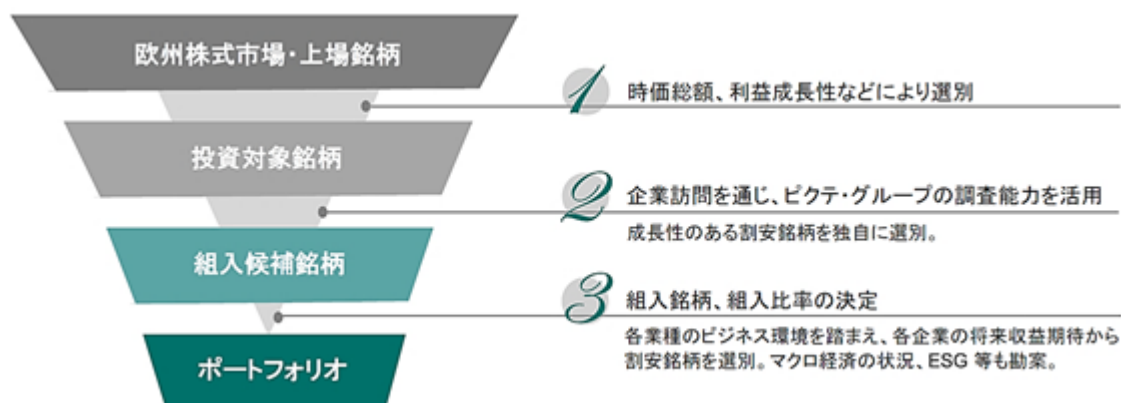 欧州株式市場・上場銘柄
1
時価総額、利益成長性などにより選別
投資対象銘柄
2
企業訪問を通じ、ピクテ・グループの調査能力を活用
成長性のある割安銘柄を独自に選別。
組入候補銘柄
3
組入銘柄、組入比率の決定
各業種のビジネス環境を踏まえ、各企業の将来収益期待から
割安銘柄を選別。マクロ経済の状況、ESG 等も勘案。
ポートフォリオ